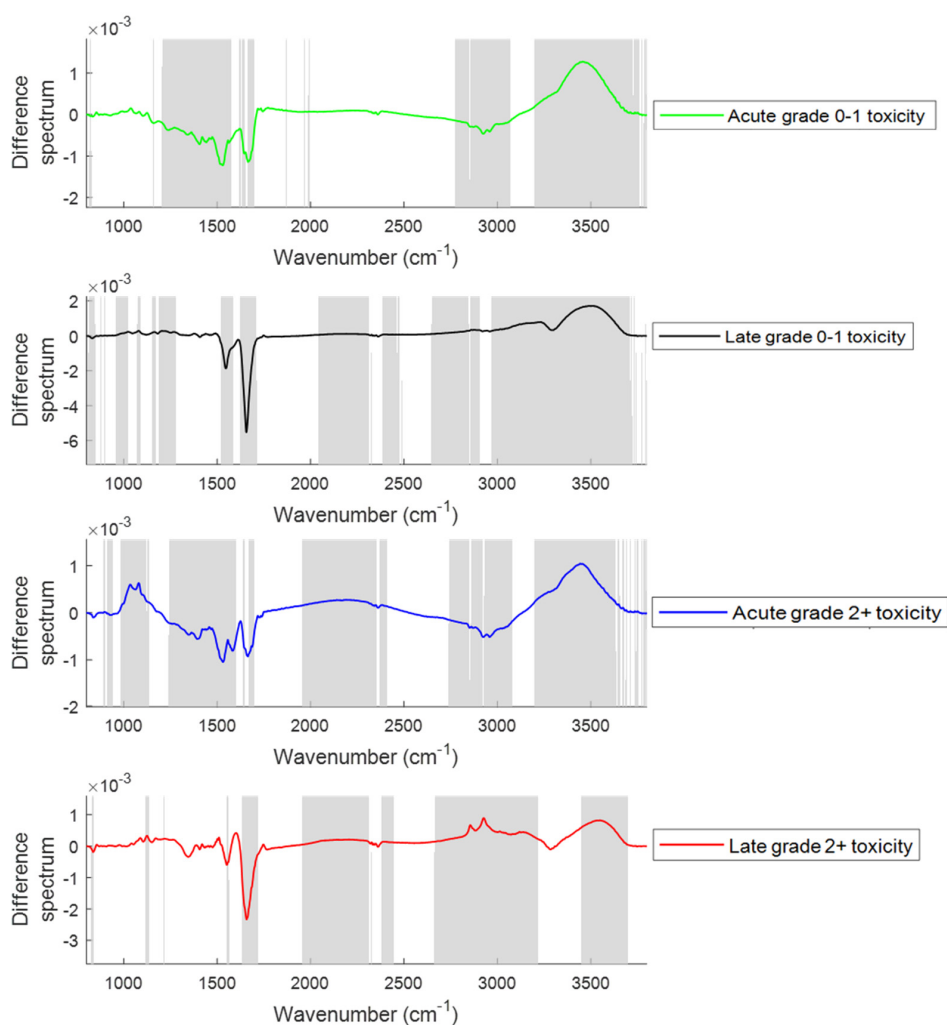 ×10⁻³
Difference
spectrum
1
0
-1
-2
1000 1500 2000 2500 3000 3500
Wavenumber (cm⁻¹)
Acute grade 0-1 toxicity
×10⁻³
Difference
spectrum
2
0
-2
-4
-6
1000 1500 2000 2500 3000 3500
Wavenumber (cm⁻¹)
Late grade 0-1 toxicity
×10⁻³
Difference
spectrum
1
0
-1
-2
1000 1500 2000 2500 3000 3500
Wavenumber (cm⁻¹)
Acute grade 2+ toxicity
×10⁻³
Difference
spectrum
1
0
-1
-2
-3
1000 1500 2000 2500 3000 3500
Wavenumber (cm⁻¹)
Late grade 2+ toxicity